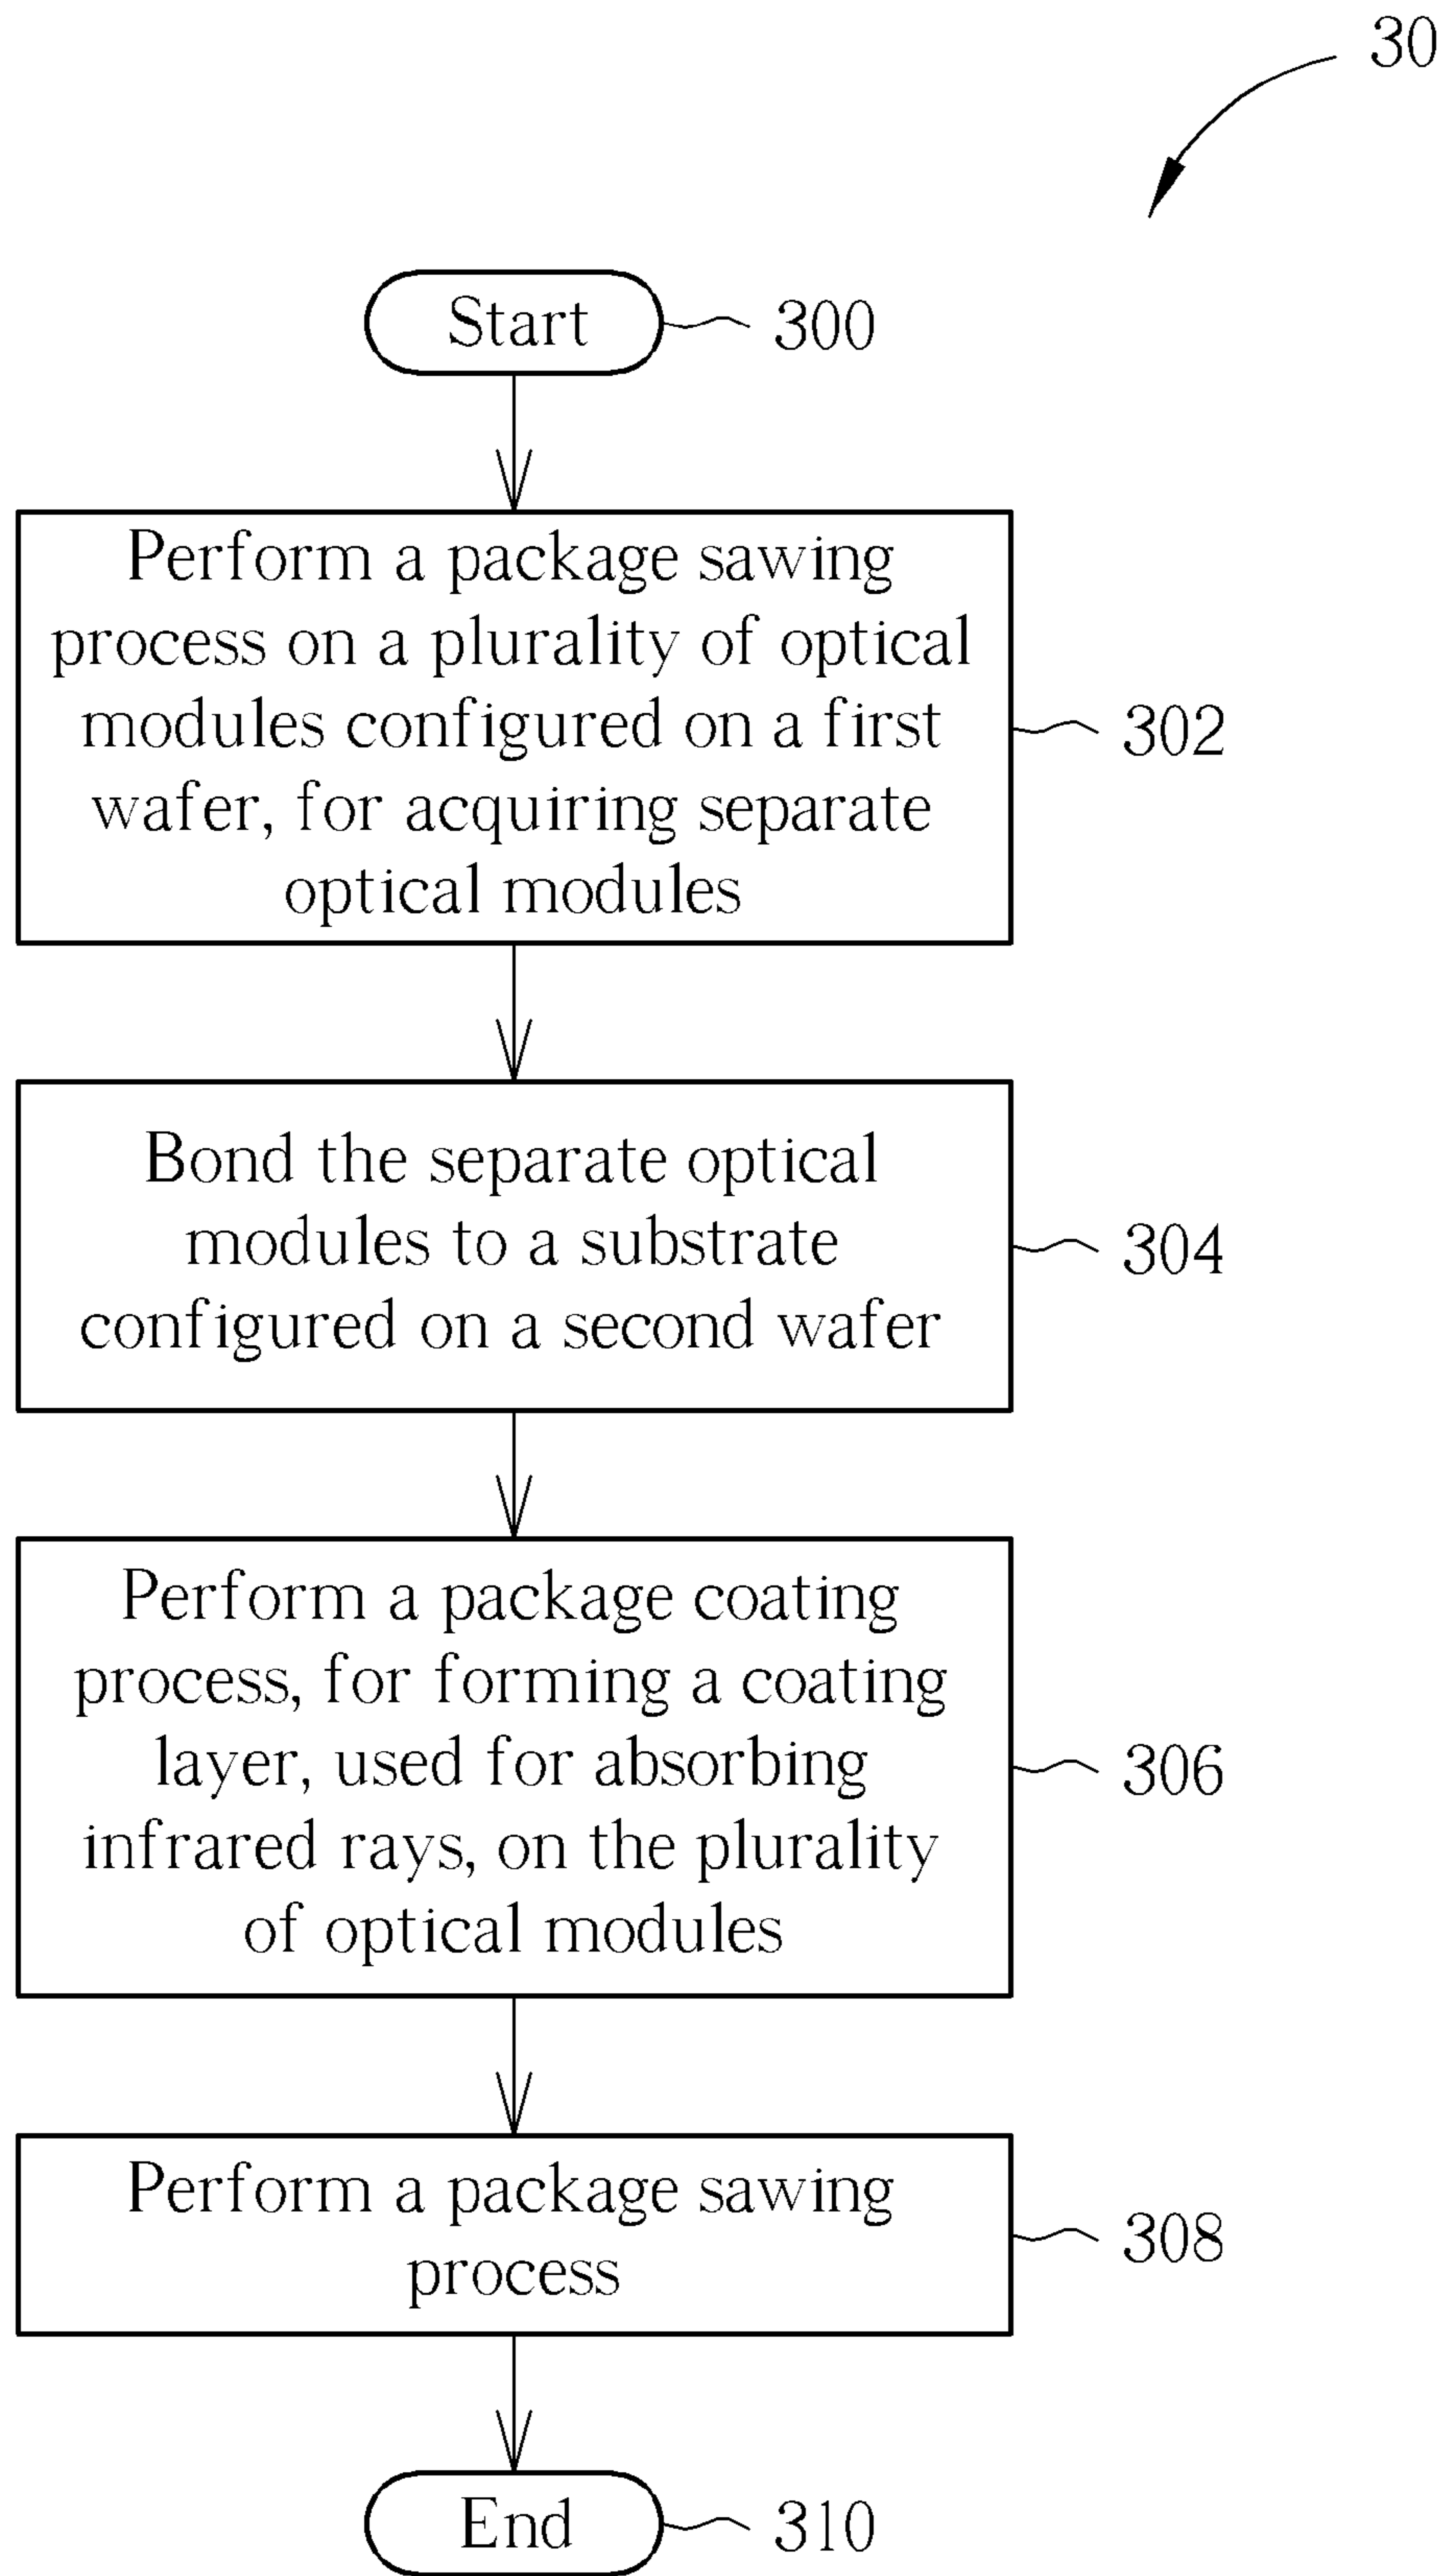 30
Start
300
Perform a package sawing
process on a plurality of optical
modules configured on a first
wafer, for acquiring separate
optical modules
302
Bond the separate optical
modules to a substrate
configured on a second wafer
304
Perform a package coating
process, for forming a coating
layer, used for absorbing
infrared rays, on the plurality
of optical modules
306
Perform a package sawing
process
308
End
310